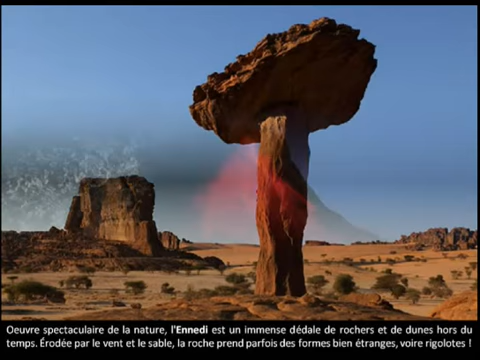 Oeuvre spectaculaire de la nature, l'Ennedi est un immense dédale de rochers et de dunes hors du
temps. Érodée par le vent et le sable, la roche prend parfois des formes bien étranges, voire rigolotes !